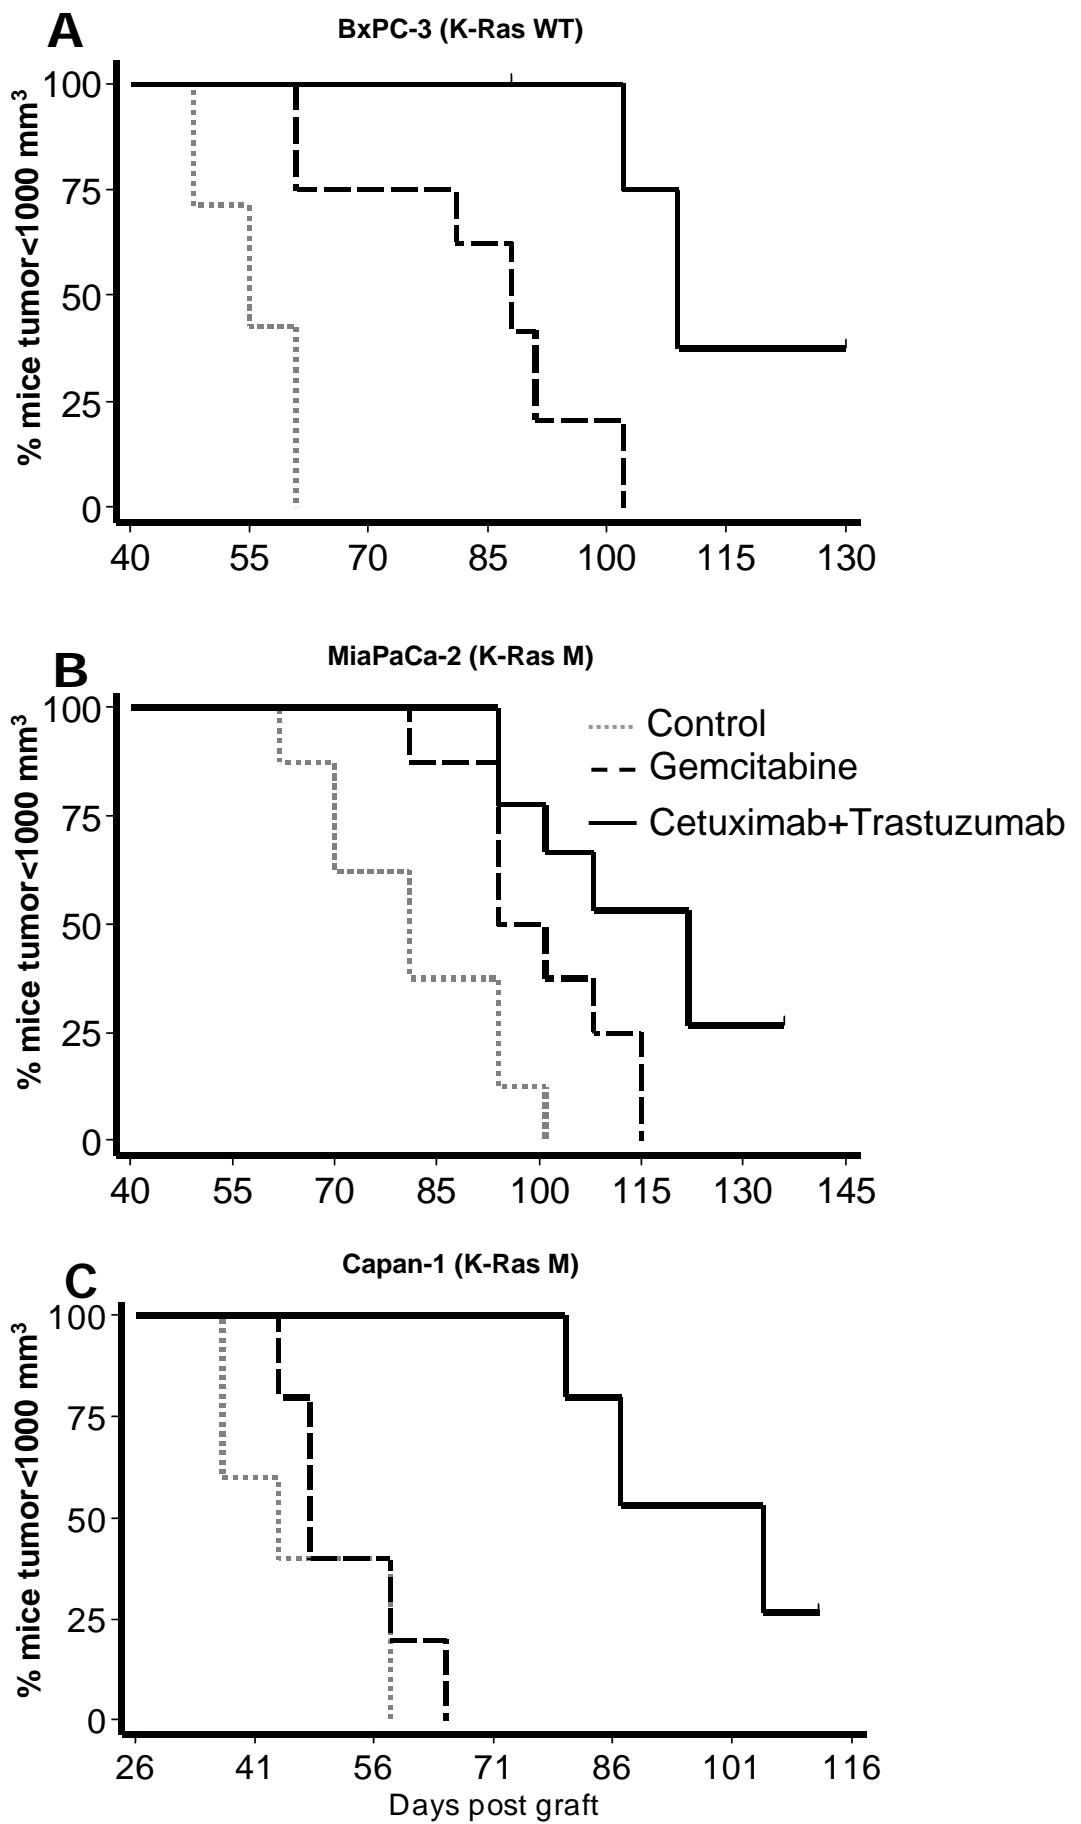 A
BxPC-3 (K-Ras WT)
% mice tumor<1000 mm³
100
75
50
25
0
40 55 70 85 100 115 130
B
MiaPaCa-2 (K-Ras M)
% mice tumor<1000 mm³
100
75
50
25
0
Control
Gemcitabine
Cetuximab+Trastuzumab
40 55 70 85 100 115 130 145
C
Capan-1 (K-Ras M)
% mice tumor<1000 mm³
100
75
50
25
0
26 41 56 71 86 101 116
Days post graft